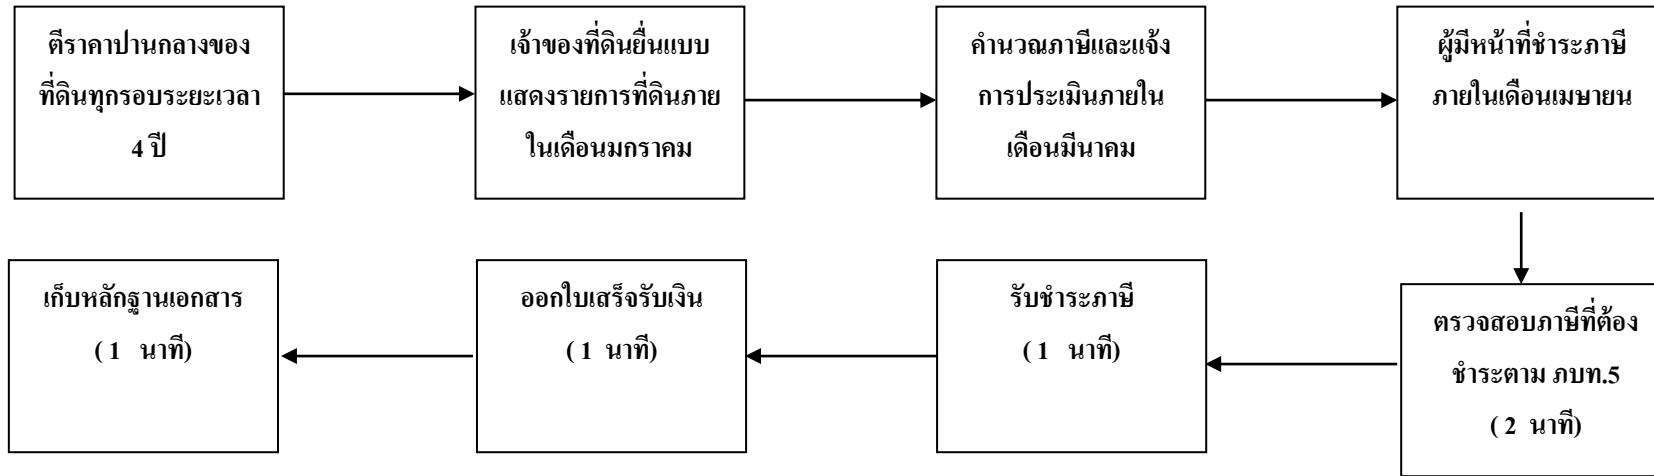 ตีราคาปานกลางของ
ที่ดินทุกรอบระยะเวลา
4 ปี
เจ้าของที่ดินยื่นแบบ
แสดงรายการที่ดินภาย
ในเดือนมกราคม
คำนวณภาษีและแจ้ง
การประเมินภายใน
เดือนมีนาคม
ผู้มีหน้าที่ชำระภาษี
ภายในเดือนเมษายน
ตรวจสอบภาษีที่ต้อง
ชำระตาม ภบท.5
( 2 นาที)
รับชำระภาษี
( 1 นาที)
ออกใบเสร็จรับเงิน
( 1 นาที)
เก็บหลักฐานเอกสาร
( 1 นาที)